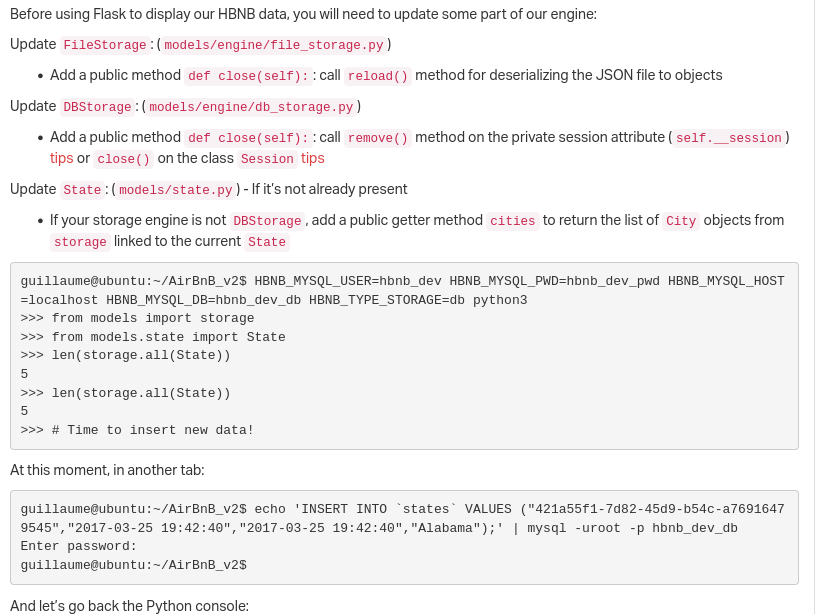 Before using Flask to display our HBNB data, you will need to update some part of our engine:
Update FileStorage: (models/engine/file_storage.py)
• Add a public method def close(self):: call reload() method for deserializing the JSON file to objects
Update DBStorage: (models/engine/db_storage.py)
• Add a public method def close(self):: call remove() method on the private session attribute (self.__session)
tips or close() on the class Session tips
Update State: (models/state.py) - If it's not already present
• If your storage engine is not DBStorage, add a public getter method cities to return the list of City objects from
storage linked to the current State
guillaume@ubuntu:~/AirBnB_v2$ HBNB_MYSQL_USER=hbnb_dev HBNB_MYSQL_PWD=hbnb_dev_pwd HBNB_MYSQL_HOST
=localhost HBNB_MYSQL_DB=hbnb_dev_db HBNB_TYPE_STORAGE=db python3
>>> from models import storage
>>> from models.state import State
>>> len(storage.all(State))
5
>>> len(storage.all(State))
5
>>> # Time to insert new data!
At this moment, in another tab:
guillaume@ubuntu:~/AirBnB_v2$ echo 'INSERT INTO `states` VALUES ("421a55f1-7d82-45d9-b54c-a7691647
9545","2017-03-25 19:42:40","2017-03-25 19:42:40","Alabama");' | mysql -uroot -p hbnb_dev_db
Enter password:
guillaume@ubuntu:~/AirBnB_v2$
And let's go back the Python console: